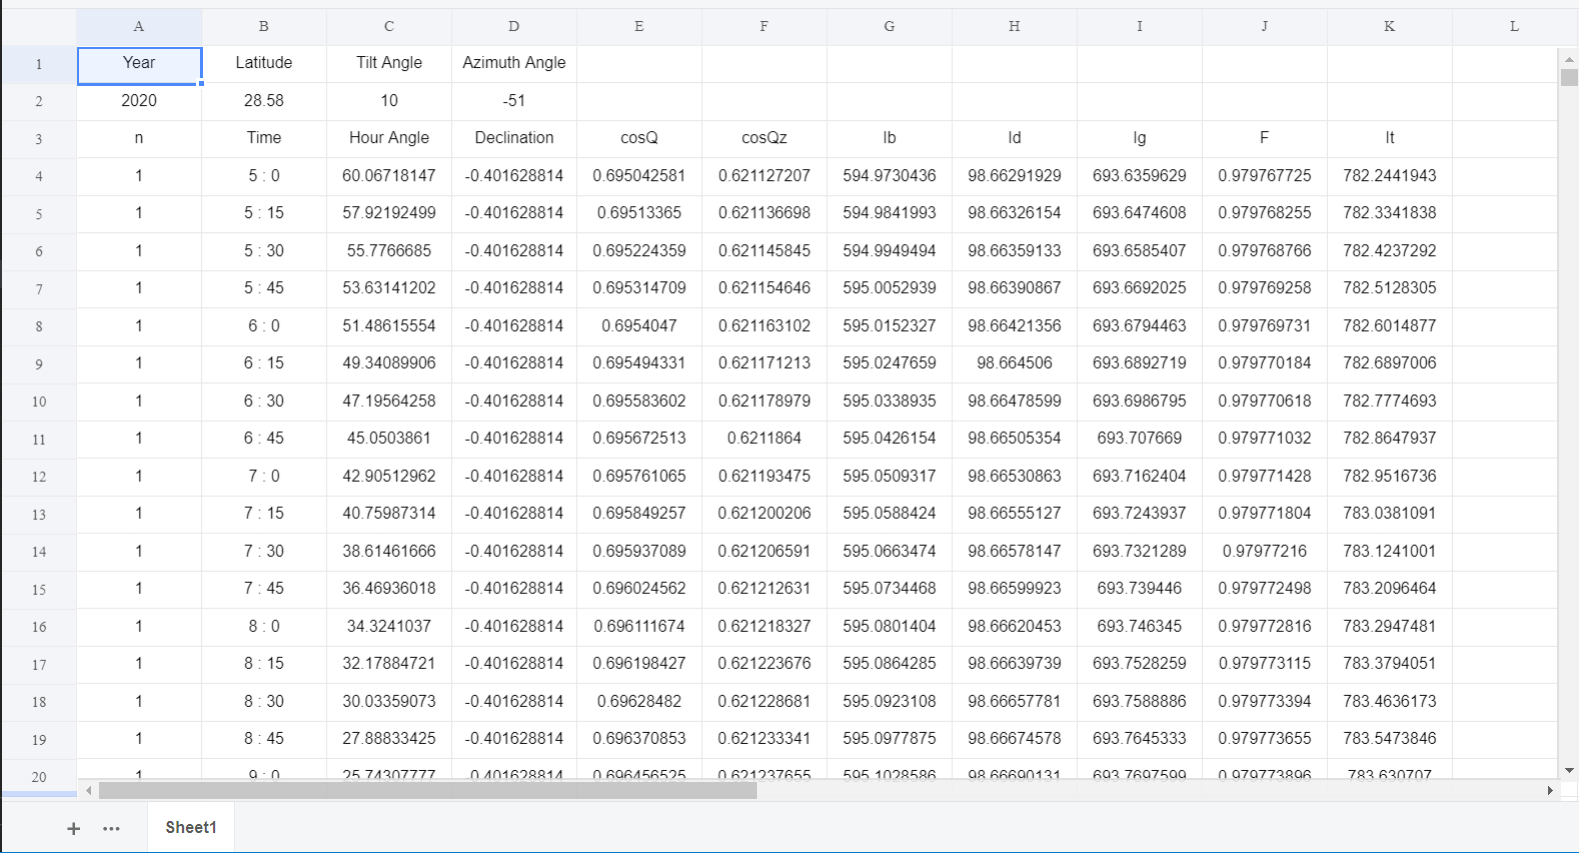 A B C D E F G H I J K L
1 Year Latitude Tilt Angle Azimuth Angle
2 2020 28.58 10 -51
3 n Time Hour Angle Declination cosQ cosQz Ib Id Ig F It
4 1 5 : 0 60.06718147 -0.401628814 0.695042581 0.621127207 594.9730436 98.66291929 693.6359629 0.979767725 782.2441943
5 1 5 : 15 57.92192499 -0.401628814 0.69513365 0.621136698 594.9841993 98.66326154 693.6474608 0.979768255 782.3341838
6 1 5 : 30 55.7766685 -0.401628814 0.695224359 0.621145845 594.9949494 98.66359133 693.6585407 0.979768766 782.4237292
7 1 5 : 45 53.63141202 -0.401628814 0.695314709 0.621154646 595.0052939 98.66390867 693.6692025 0.979769258 782.5128305
8 1 6 : 0 51.48615554 -0.401628814 0.6954047 0.621163102 595.0152327 98.66421356 693.6794463 0.979769731 782.6014877
9 1 6 : 15 49.34089906 -0.401628814 0.695494331 0.621171213 595.0247659 98.664506 693.6892719 0.979770184 782.6897006
10 1 6 : 30 47.19564258 -0.401628814 0.695583602 0.621178979 595.0338935 98.66478599 693.6986795 0.979770618 782.7774693
11 1 6 : 45 45.0503861 -0.401628814 0.695672513 0.6211864 595.0426154 98.66505354 693.707669 0.979771032 782.8647937
12 1 7 : 0 42.90512962 -0.401628814 0.695761065 0.621193475 595.0509317 98.66530863 693.7162404 0.979771428 782.9516736
13 1 7 : 15 40.75987314 -0.401628814 0.695849257 0.621200206 595.0588424 98.66555127 693.7243937 0.979771804 783.0381091
14 1 7 : 30 38.61461666 -0.401628814 0.695937089 0.621206591 595.0663474 98.66578147 693.7321289 0.97977216 783.1241001
15 1 7 : 45 36.46936018 -0.401628814 0.696024562 0.621212631 595.0734468 98.66599923 693.739446 0.979772498 783.2096464
16 1 8 : 0 34.3241037 -0.401628814 0.696111674 0.621218327 595.0801404 98.66620453 693.746345 0.979772816 783.2947481
17 1 8 : 15 32.17884721 -0.401628814 0.696198427 0.621223676 595.0864285 98.66639739 693.7528259 0.979773115 783.3794051
18 1 8 : 30 30.03359073 -0.401628814 0.69628482 0.621228681 595.0923108 98.66657781 693.7588886 0.979773394 783.4636173
19 1 8 : 45 27.88833425 -0.401628814 0.696370853 0.621233341 595.0977875 98.66674578 693.7645333 0.979773655 783.5473846
20 1 9 : 0 25.74307777 -0.401628814 0.696456525 0.621237655 595.1028586 98.66690131 693.7697599 0.979773896 783.630707
+ ... Sheet1